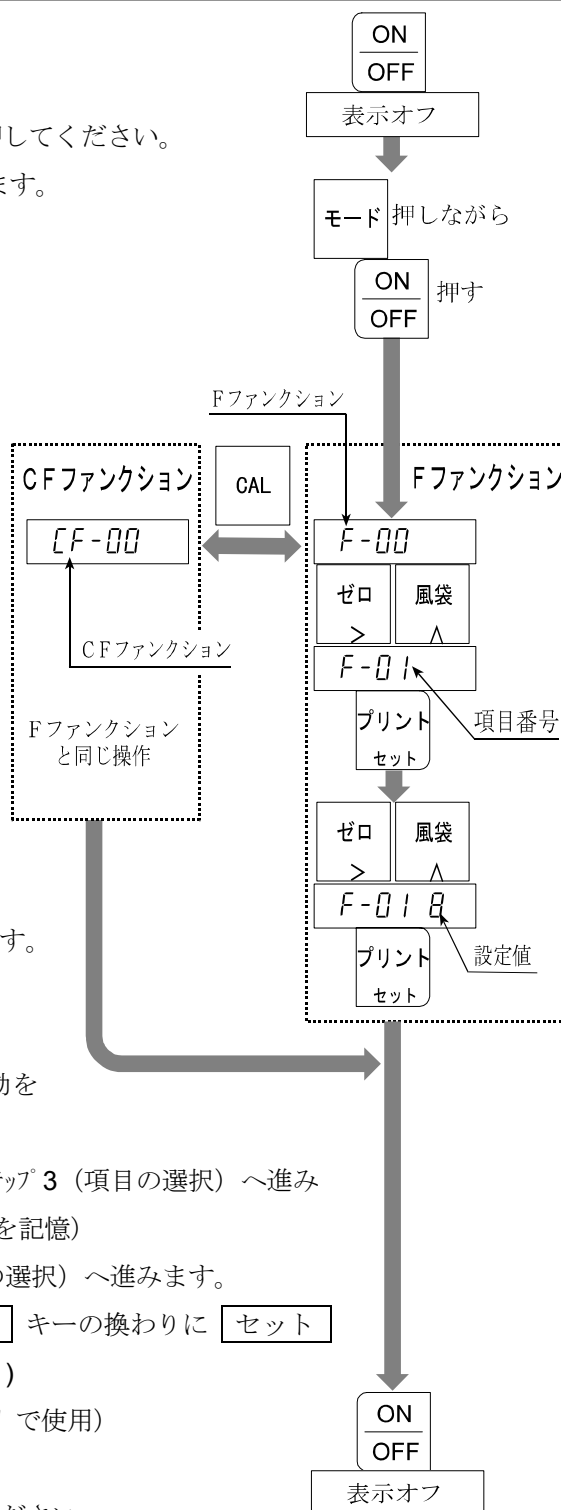 ON
OFF
表示オフ
押してください。
ます。
モード 押しながら
ON
OFF 押す
Fファンクション
CFファンクション
CAL
Fファンクション
CF-00
F-00
ゼロ
>
風袋
∧
CFファンクション
F-01
項目番号
プリント
セット
Fファンクション
と同じ操作
ゼロ
>
風袋
∧
F-01 8
設定値
プリント
セット
す。
を
3（項目の選択）へ進み
を記憶）
の選択）へ進みます。
キーの換わりに セット
)
で使用）
ON
OFF
表示オフ